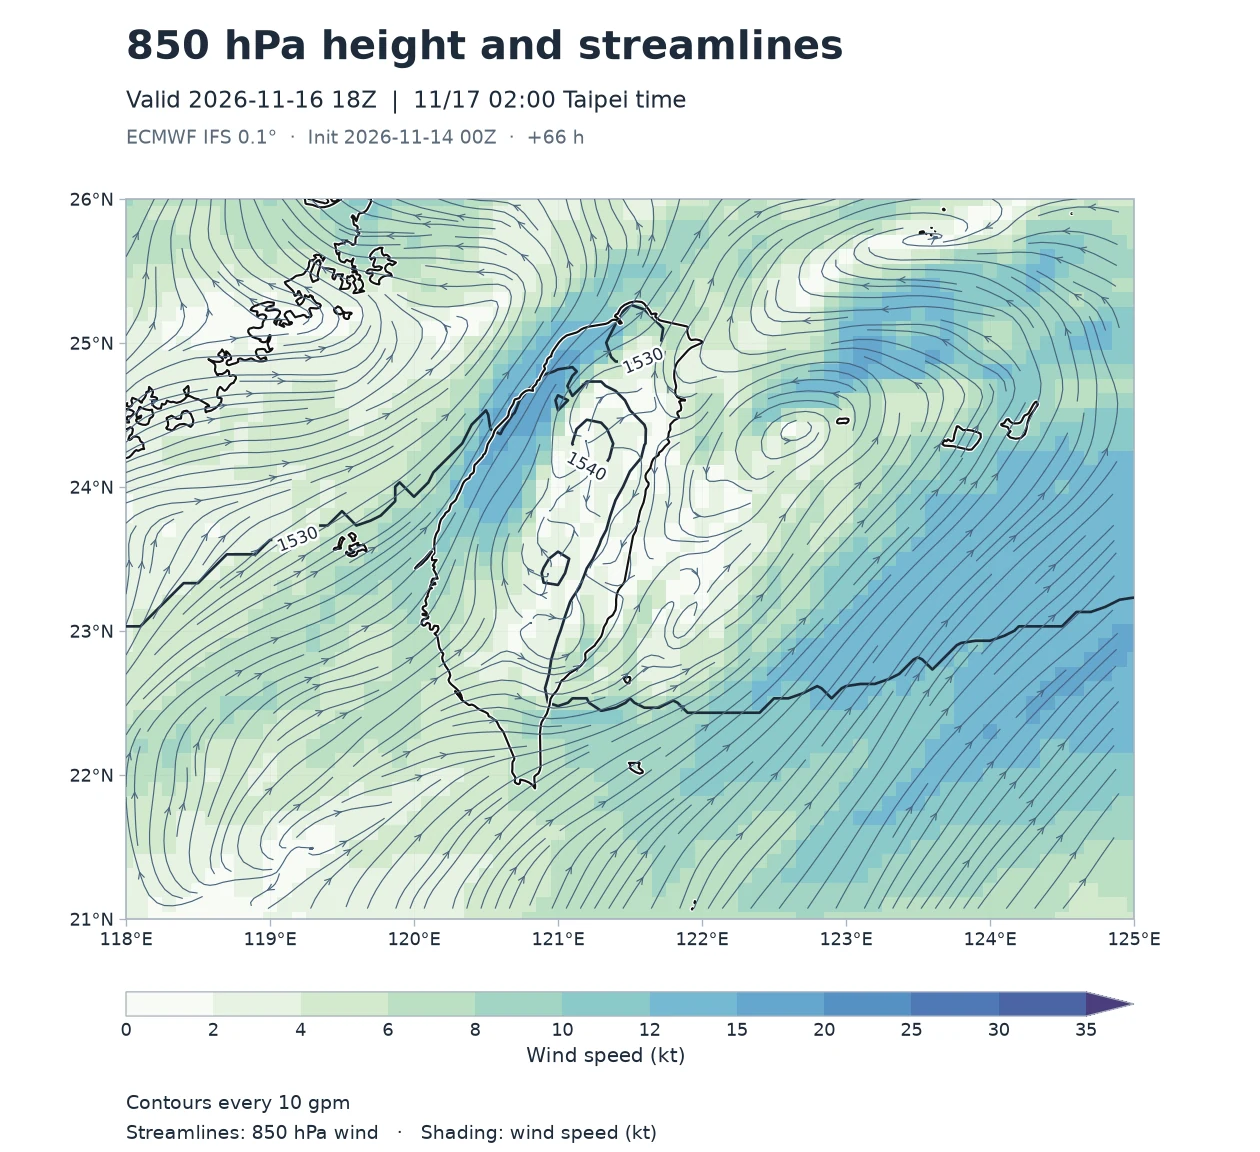 850 hPa height and streamlines
Valid 2026-11-16 18Z | 11/17 02:00 Taipei time
ECMWF IFS 0.1° · Init 2026-11-14 00Z · +66 h
26°N
25°N
24°N
23°N
22°N
21°N
1530
1540
1530
118°E 119°E 120°E 121°E 122°E 123°E 124°E 125°E
0 2 4 6 8 10 12 15 20 25 30 35
Wind speed (kt)
Contours every 10 gpm
Streamlines: 850 hPa wind · Shading: wind speed (kt)